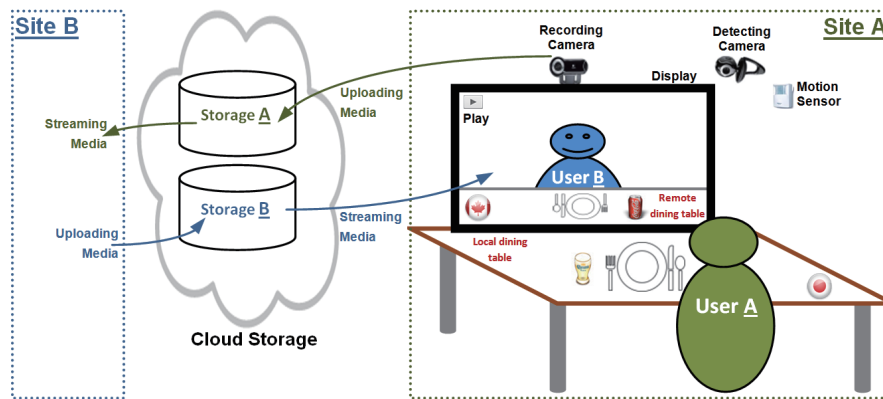 Site B
Site A
Recording
Camera
Detecting
Camera
Display
Motion
Sensor
Uploading
Media
Storage A
Streaming
Media
Play
User B
Storage B
Streaming
Media
Uploading
Media
Remote
dining table
Local dining
table
User A
Cloud Storage